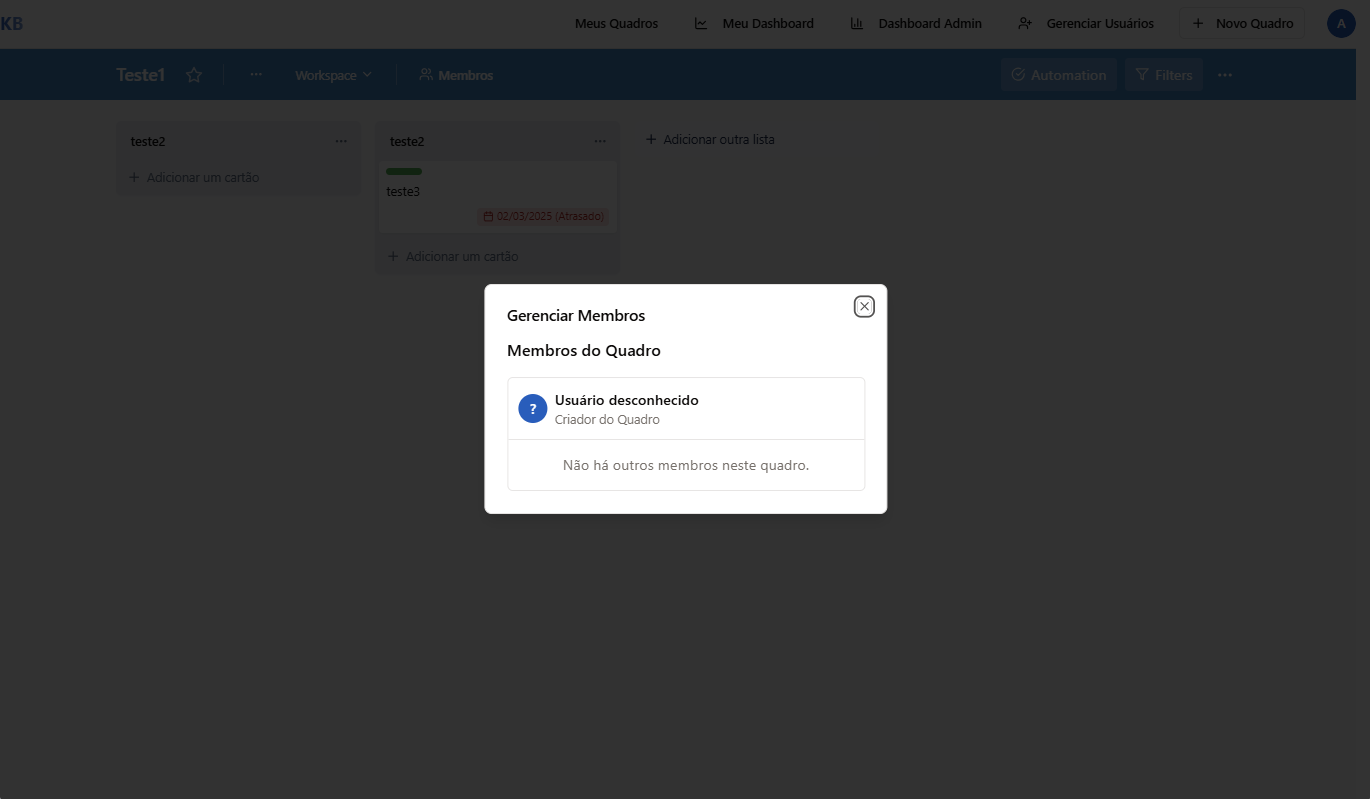 KB
Meus Quadros
Meu Dashboard
Dashboard Admin
Gerenciar Usuários
+ Novo Quadro
A
Teste1
Workspace
Membros
Automation
Filters
teste2
+ Adicionar um cartão
teste2
teste3
02/03/2025 (Atrasado)
+ Adicionar um cartão
+ Adicionar outra lista
Gerenciar Membros
Membros do Quadro
?
Usuário desconhecido
Criador do Quadro
Não há outros membros neste quadro.